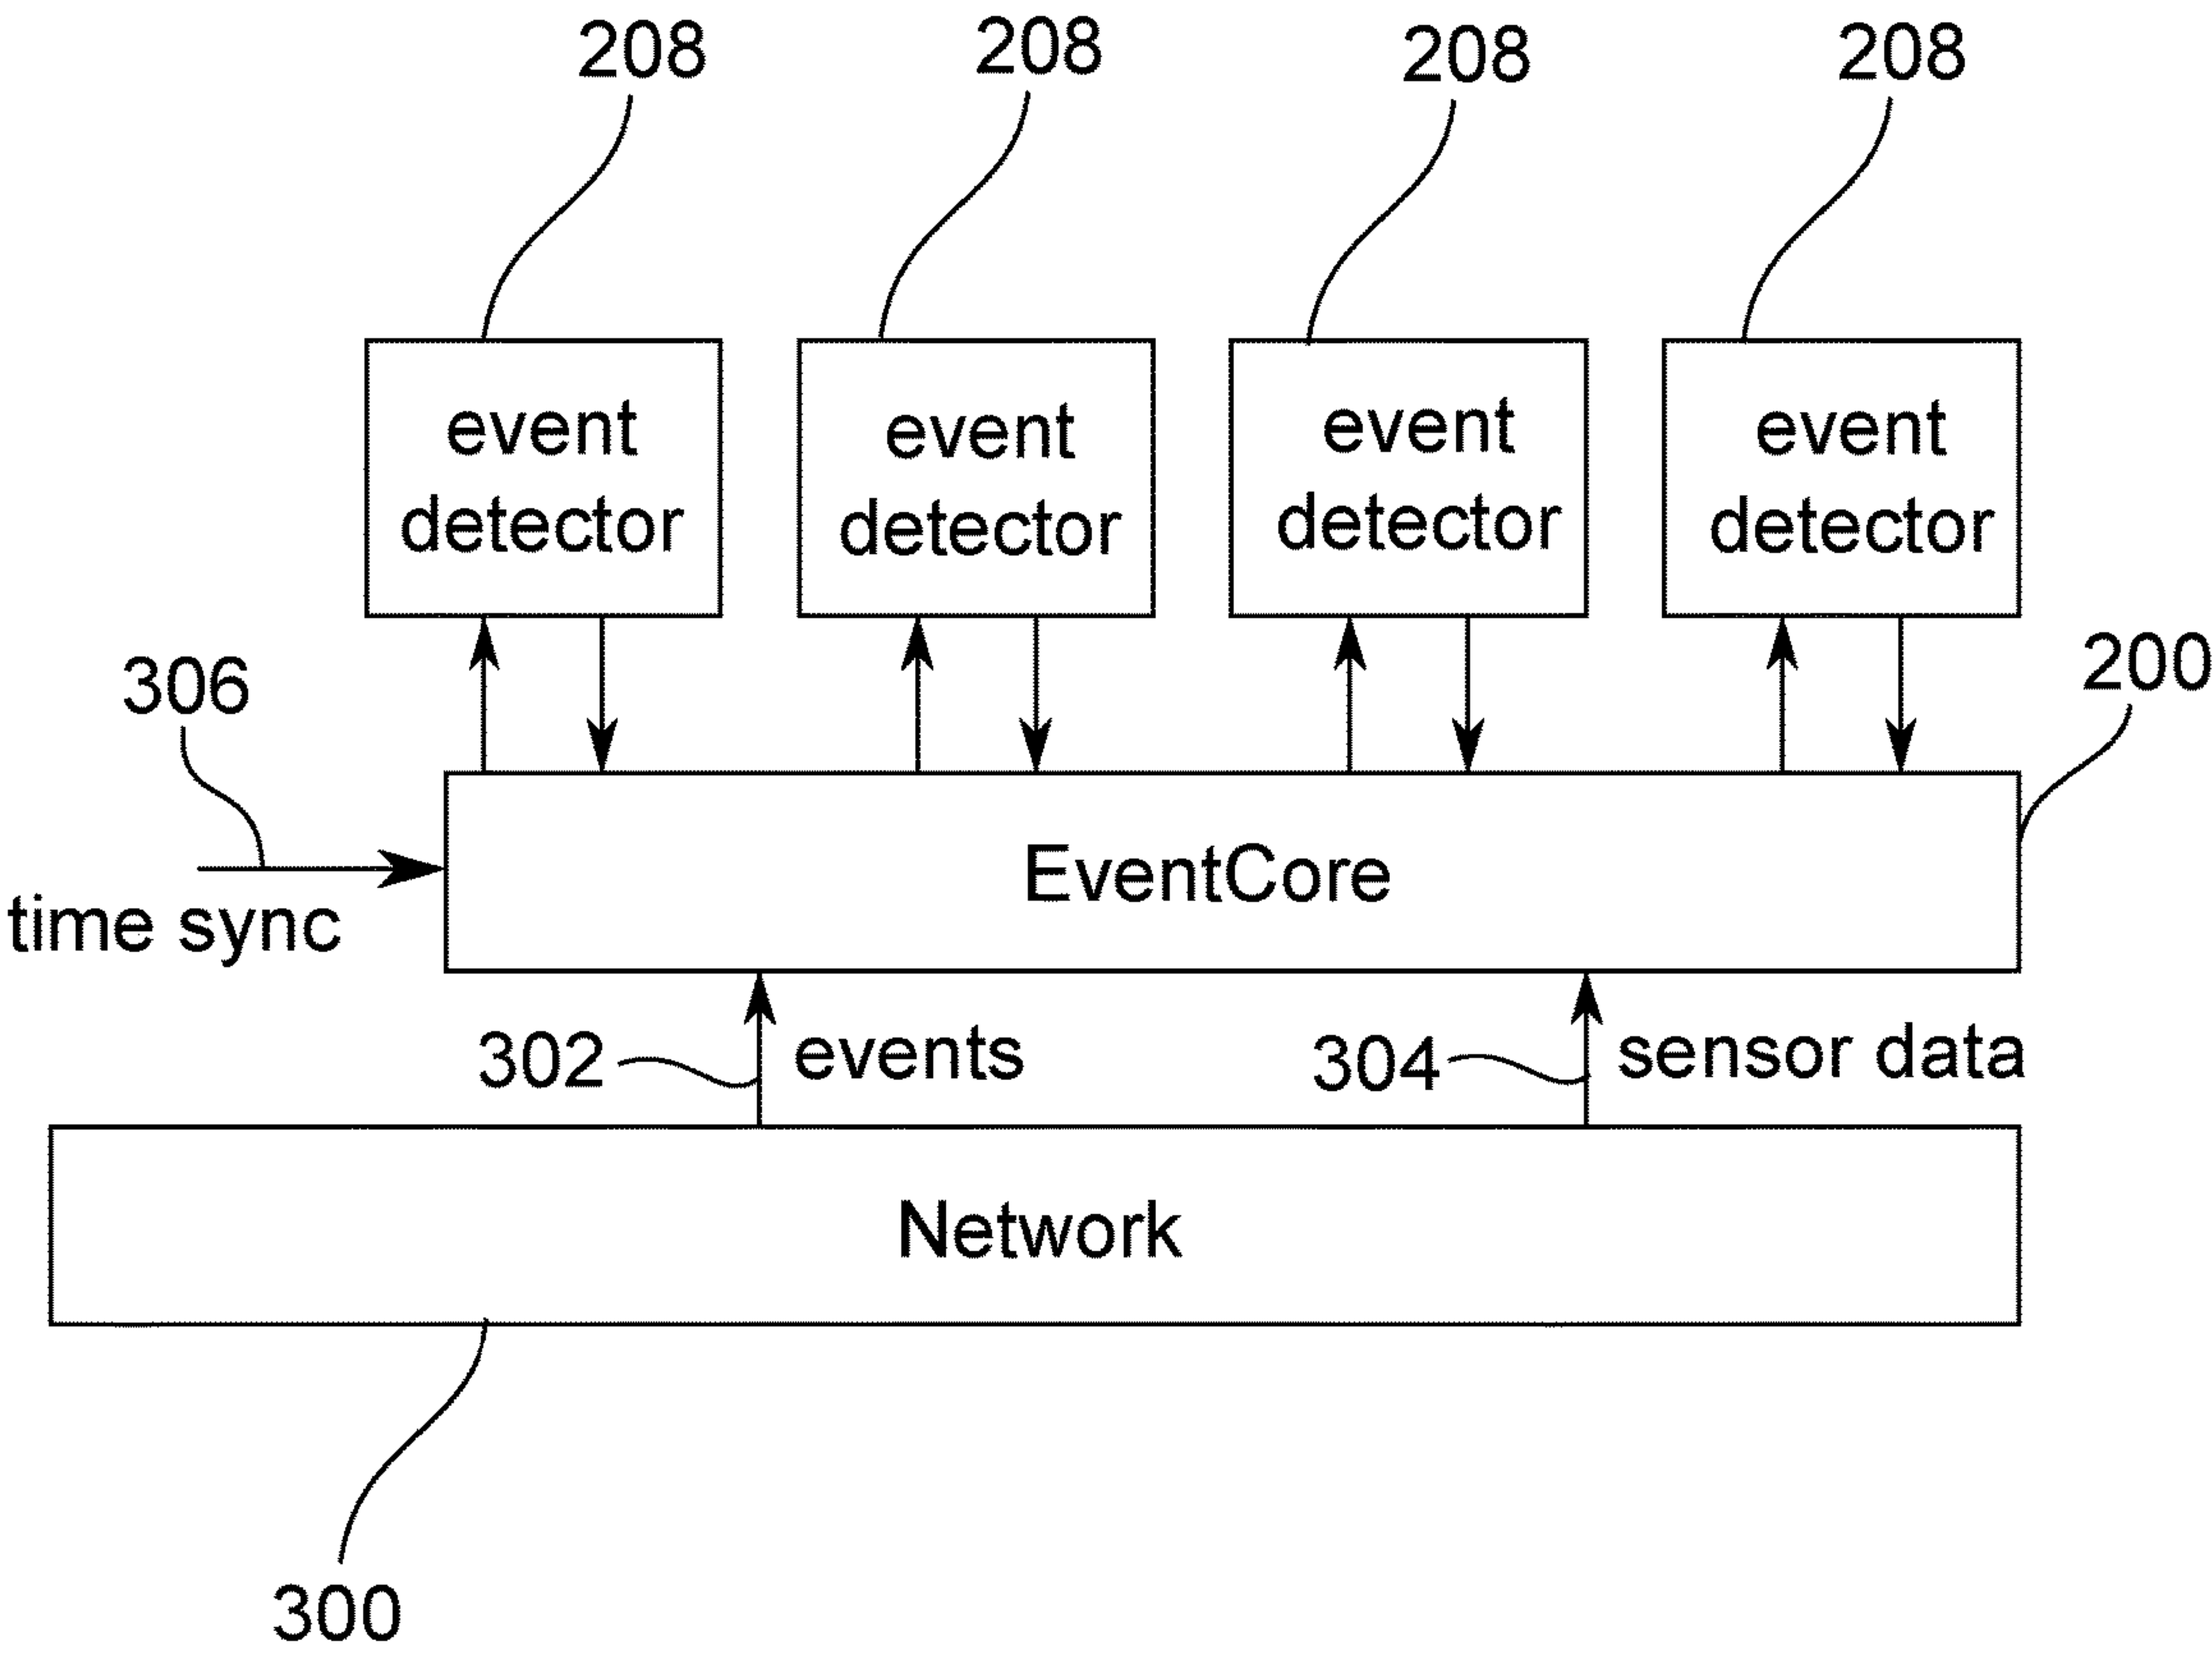 208 208 208 208
event event event event
detector detector detector detector
306
200
EventCore
time sync
302 events 304 sensor data
Network
300